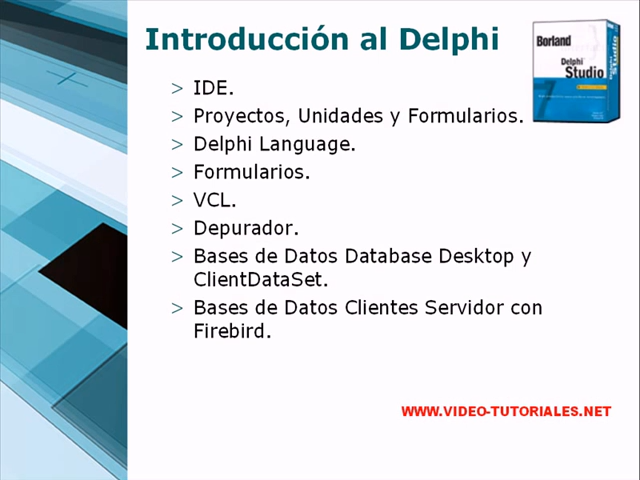 Introducción al Delphi
Borland
Delphi
Studio
> IDE.
> Proyectos, Unidades y Formularios.
> Delphi Language.
> Formularios.
> VCL.
> Depurador.
> Bases de Datos Database Desktop y
ClientDataSet.
> Bases de Datos Clientes Servidor con
Firebird.
WWW.VIDEO-TUTORIALES.NET